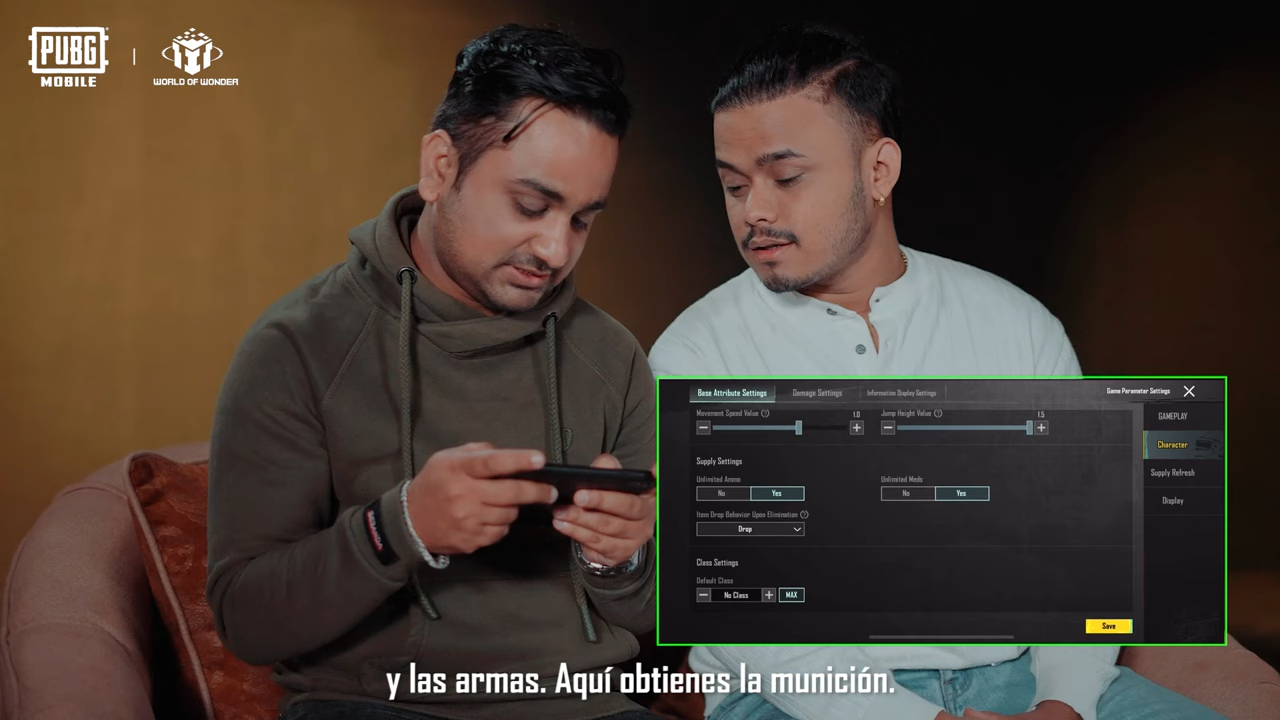 PUBG
MOBILE
WORLD OF WONDER
Base Attribute Settings
Damage Settings
Information Display Settings
Game Parameter Settings
Movement Speed Value
1.0
Jump Height Value
1.5
GAMEPLAY
Character
Supply Refresh
Display
Supply Settings
Unlimited Ammo
No
Yes
Unlimited Meds
No
Yes
Item Drop Behavior Upon Elimination
Drop
Class Settings
Default Class
No Class
MAX
Save
y las armas. Aquí obtienes la munición.